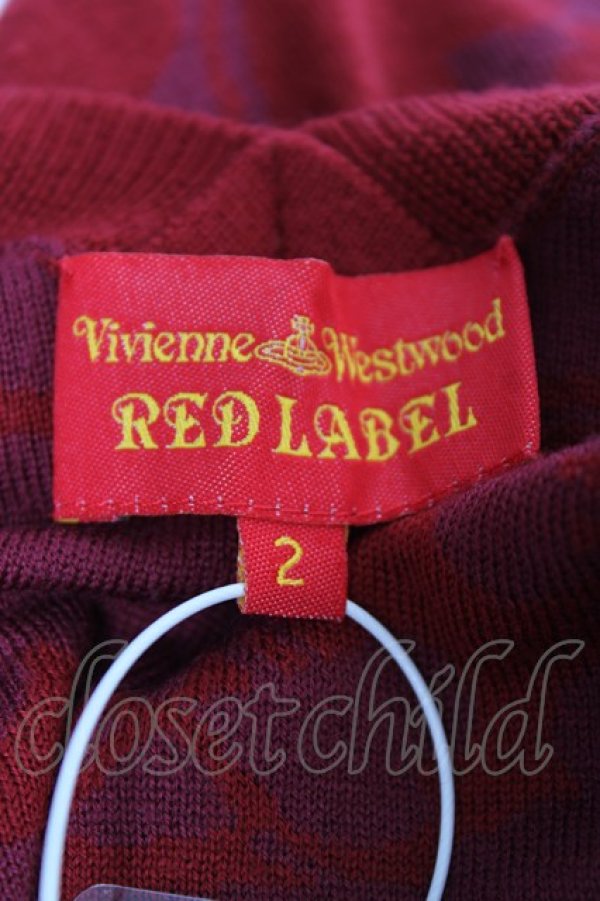 Vivienne Westwood
RED LABEL
2
closetchild